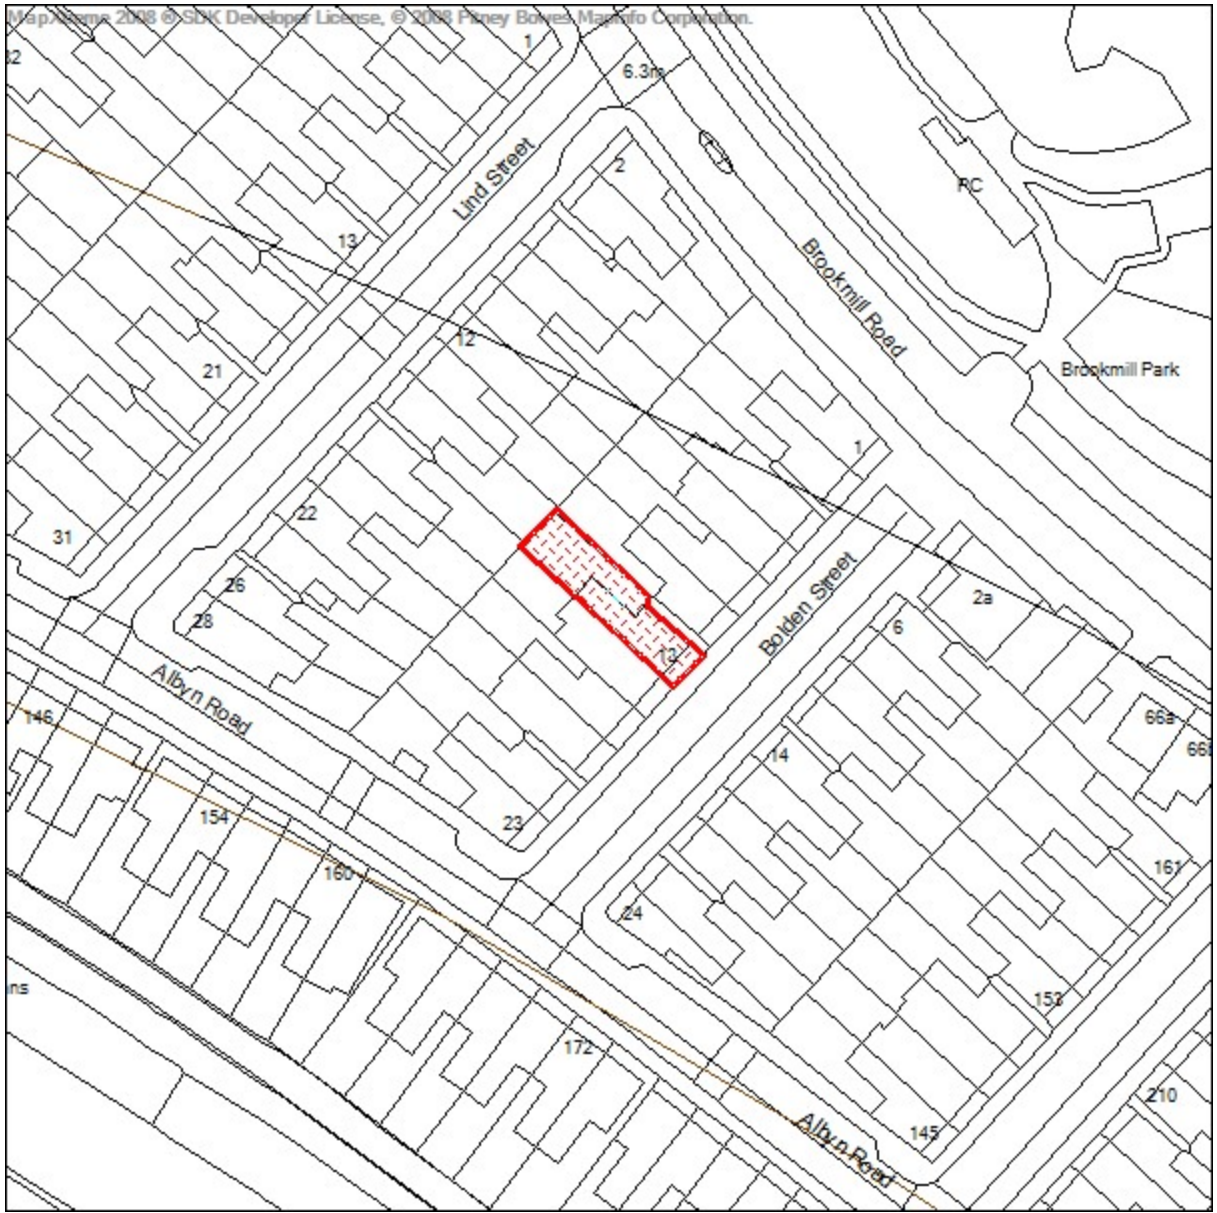 MapXtreme 2008 ® SDK Developer License, © 2008 Pitney Bowes MapInfo Corporation.
1
32
6.3m
Lind Street
2
PC
13
Brookmill Road
12
21
Brookmill Park
1
22
31
26
2a
28
Bolden Street
6
13
Albyn Road
146
66a
14
154
23
160
161
24
153
172
210
145
Albyn Road